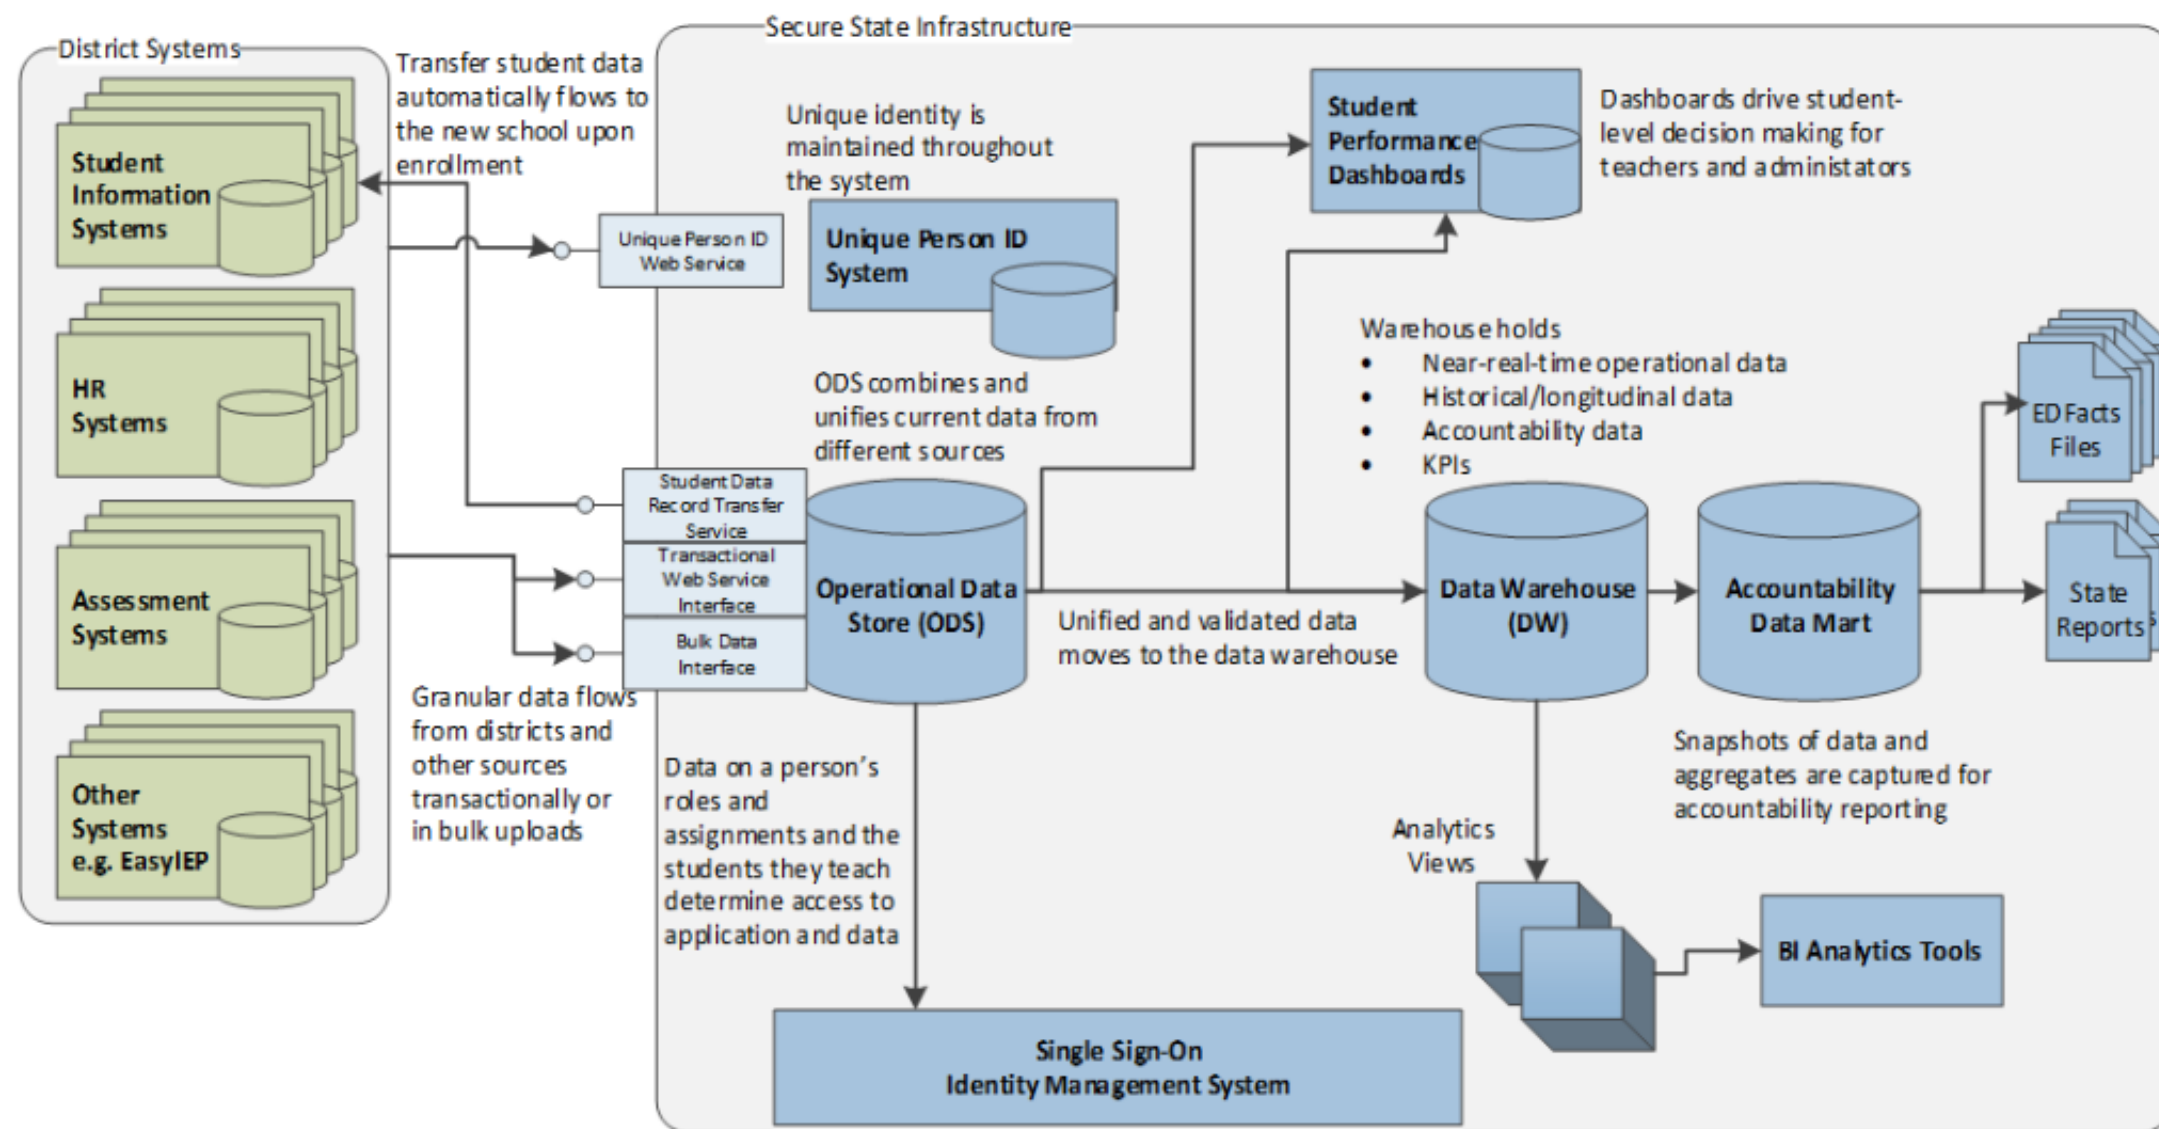 District Systems
Student
Information
Systems
HR
Systems
Assessment
Systems
Other
Systems
e.g. EasyIEP
Transfer student data
automatically flows to
the new school upon
enrollment
Secure State Infrastructure
Unique identity is
maintained throughout
the system
Unique Person ID
Web Service
Unique Person ID
System
Student
Performance
Dashboards
Dashboards drive student-
level decision making for
teachers and administators
ODS combines and
unifies current data from
different sources
Warehouse holds
• Near-real-time operational data
• Historical/longitudinal data
• Accountability data
• KPIs
Student Data
Record Transfer
Service
Transactional
Web Service
Interface
Bulk Data
Interface
Operational Data
Store (ODS)
Unified and validated data
moves to the data warehouse
Data Warehouse
(DW)
Accountability
Data Mart
EDFacts
Files
State
Reports
Granular data flows
from districts and
other sources
transactionally or
in bulk uploads
Data on a person's
roles and
assignments and the
students they teach
determine access to
application and data
Snapshots of data and
aggregates are captured for
accountability reporting
Analytics
Views
BI Analytics Tools
Single Sign-On
Identity Management System